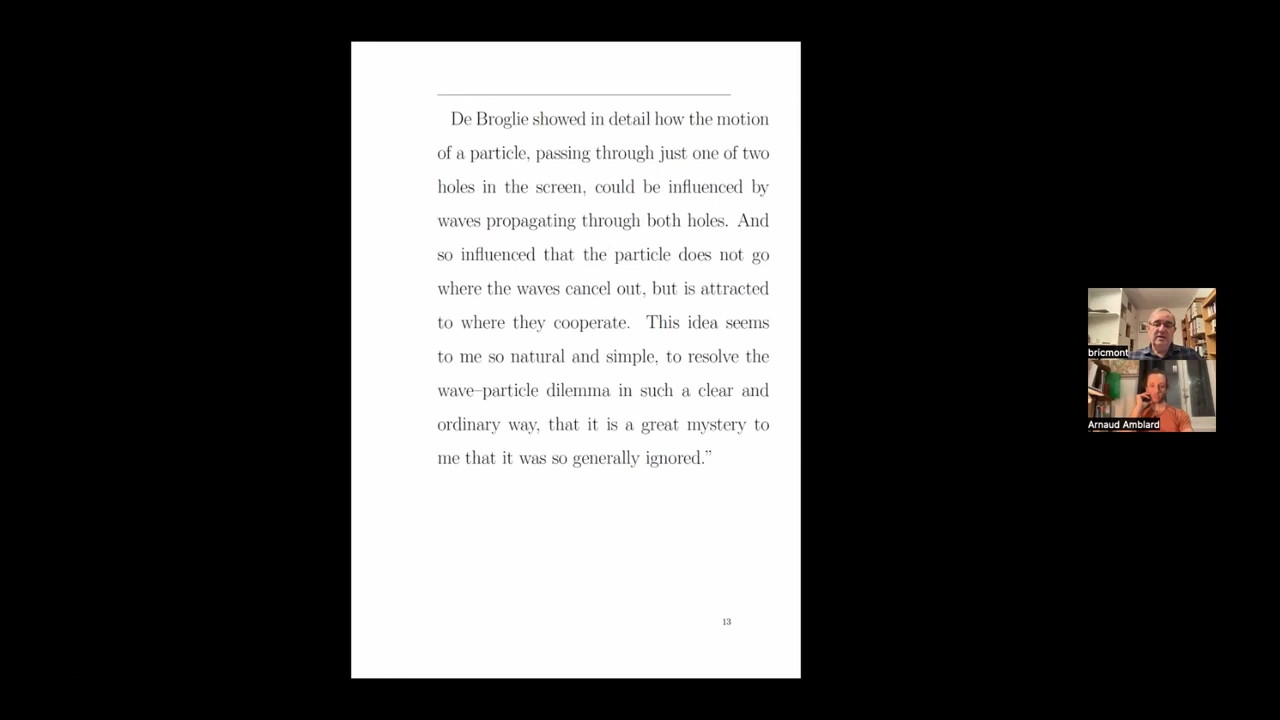 De Broglie showed in detail how the motion
of a particle, passing through just one of two
holes in the screen, could be influenced by
waves propagating through both holes. And
so influenced that the particle does not go
where the waves cancel out, but is attracted
to where they cooperate. This idea seems
to me so natural and simple, to resolve the
wave–particle dilemma in such a clear and
ordinary way, that it is a great mystery to
me that it was so generally ignored.”
13
bricmont
Arnaud Amblard